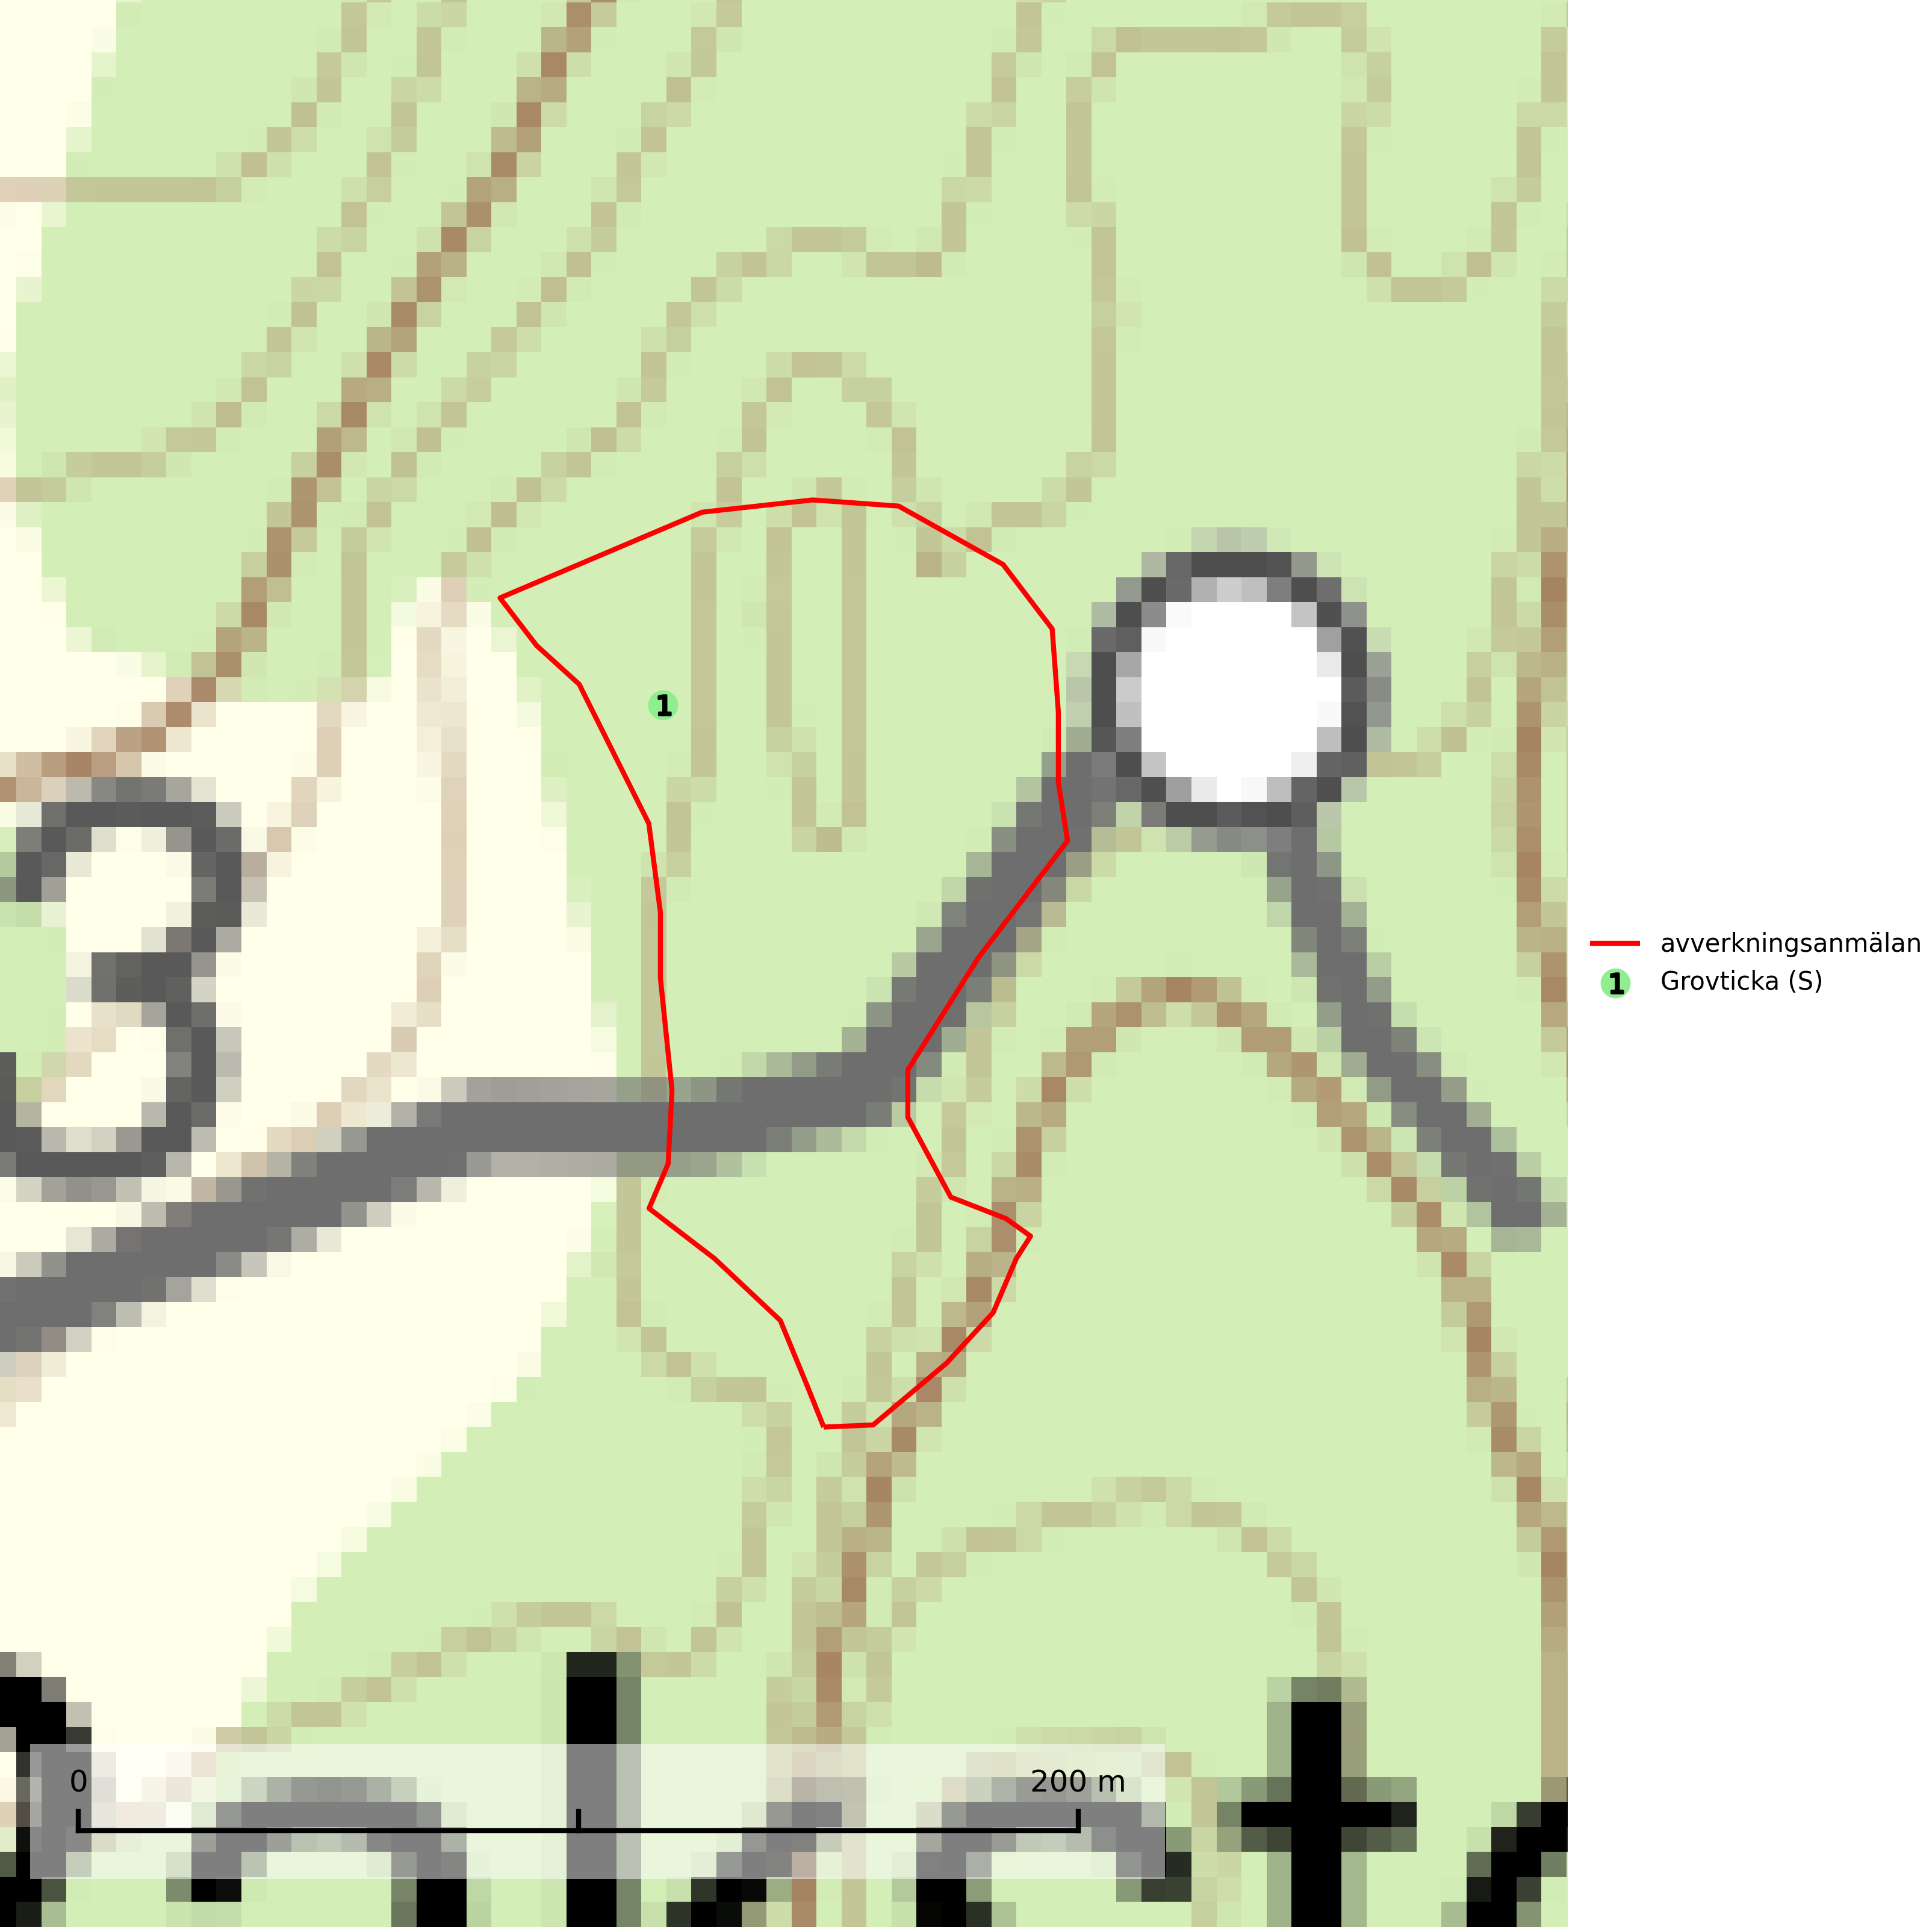 1
avverkningsanmälan
1 Grovticka (S)
0 200 m